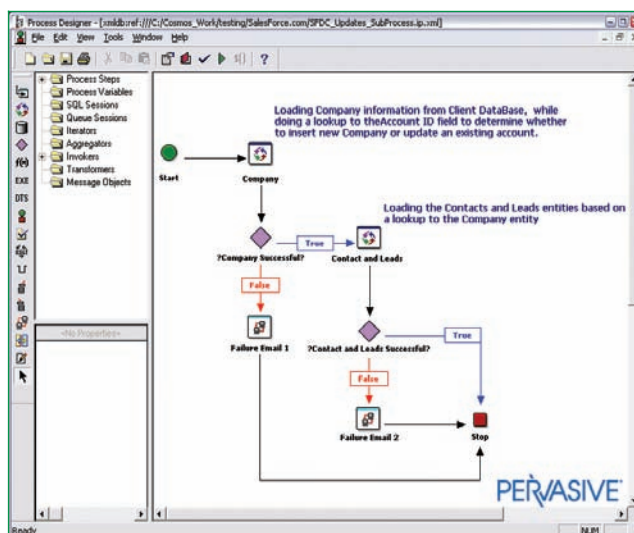 Process Designer - [xmldb:ref:///C:/Cosmos_Work/testing/SalesForce.com/SFDC_Updates_SubProcess.ip.xml]
File Edit View Tools Window Help
Process Steps
Process Variables
SQL Sessions
Queue Sessions
Iterators
Aggregators
Invokers
Transformers
Message Objects
f(x)
EXE
DTS
<No Properties>
Loading Company information from Client DataBase, while
doing a lookup to theAccount ID field to determine whether
to insert new Company or update an existing account.
Start
Company
Loading the Contacts and Leads entities based on
a lookup to the Company entity
True
?Company Successful?
Contact and Leads
False
Failure Email 1
True
?Contact and Leads Successful?
False
Failure Email 2
Stop
PERVASIVE
Ready
NUM